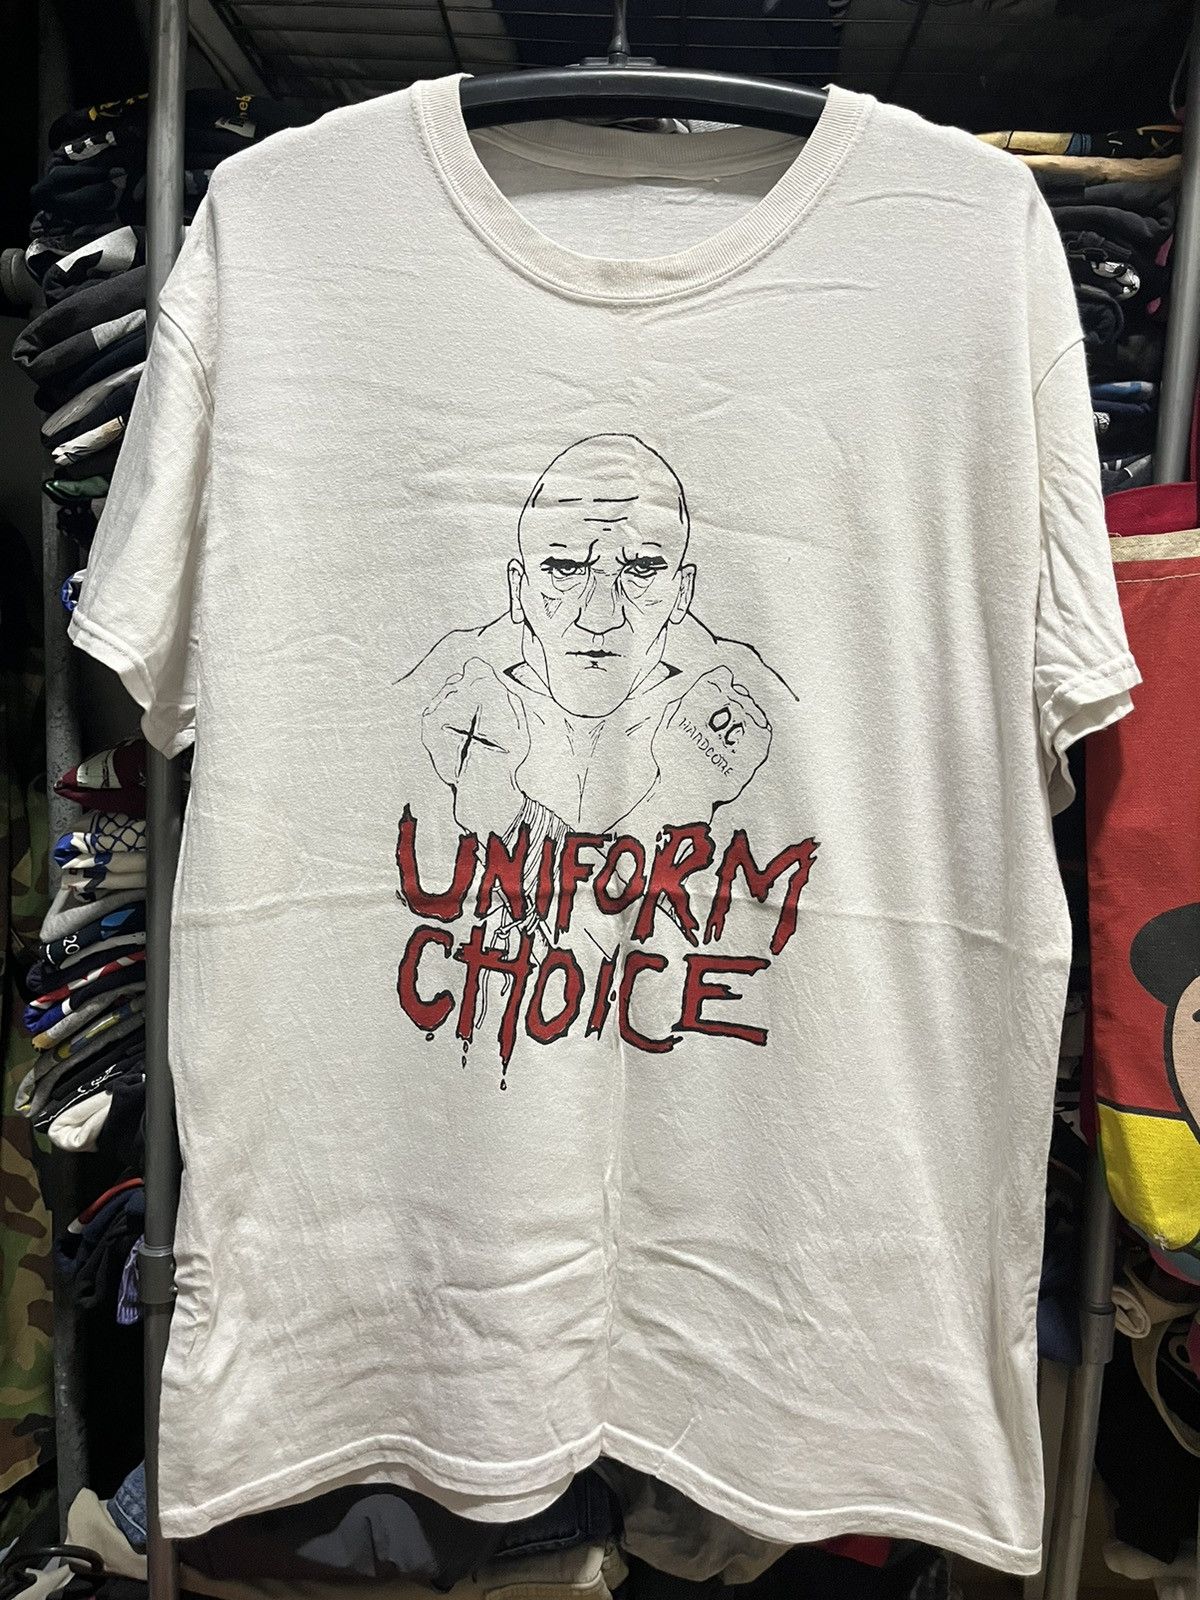 X
O.C.
HARDCORE
UNIFORM
CHOICE